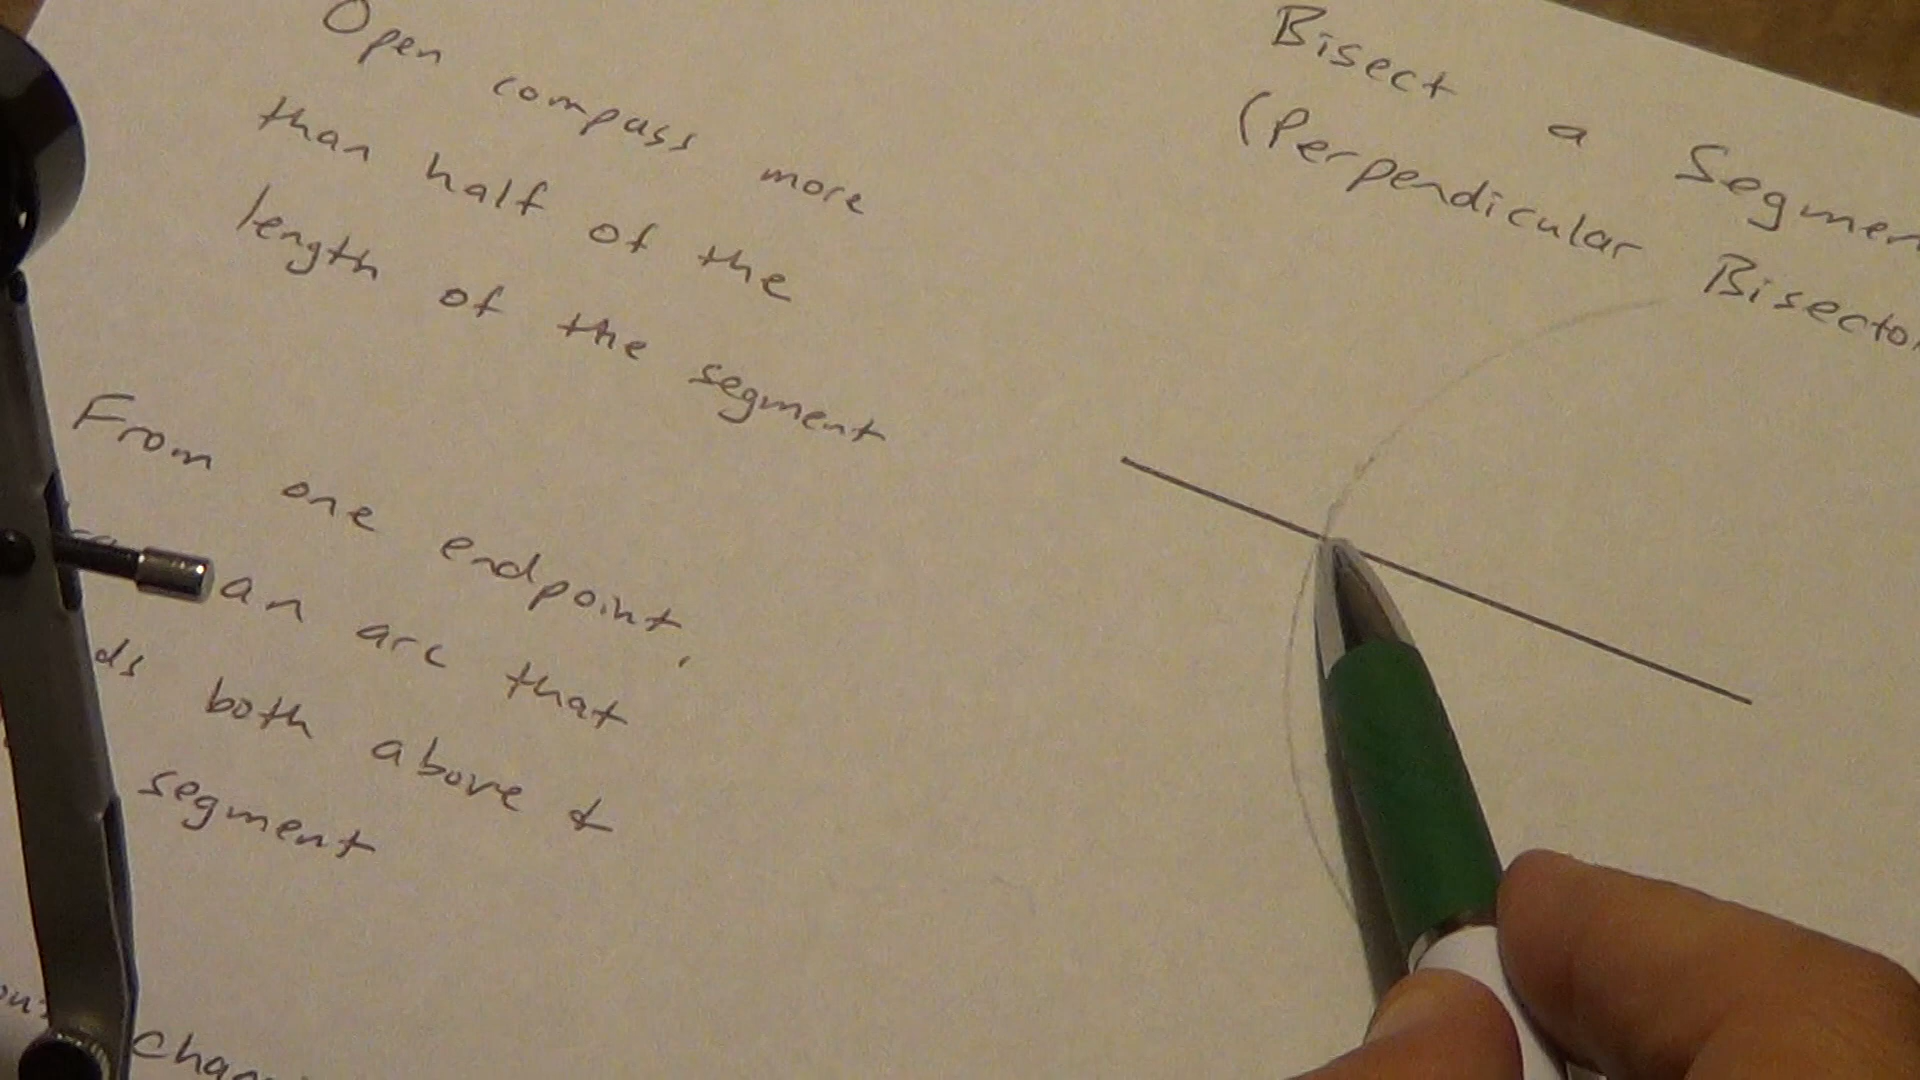 Open compass more
than half of the
length of the segment
From one endpoint,
an arc that
ds both above &
segment
Bisect a Segmen
(Perpendicular Bisecto